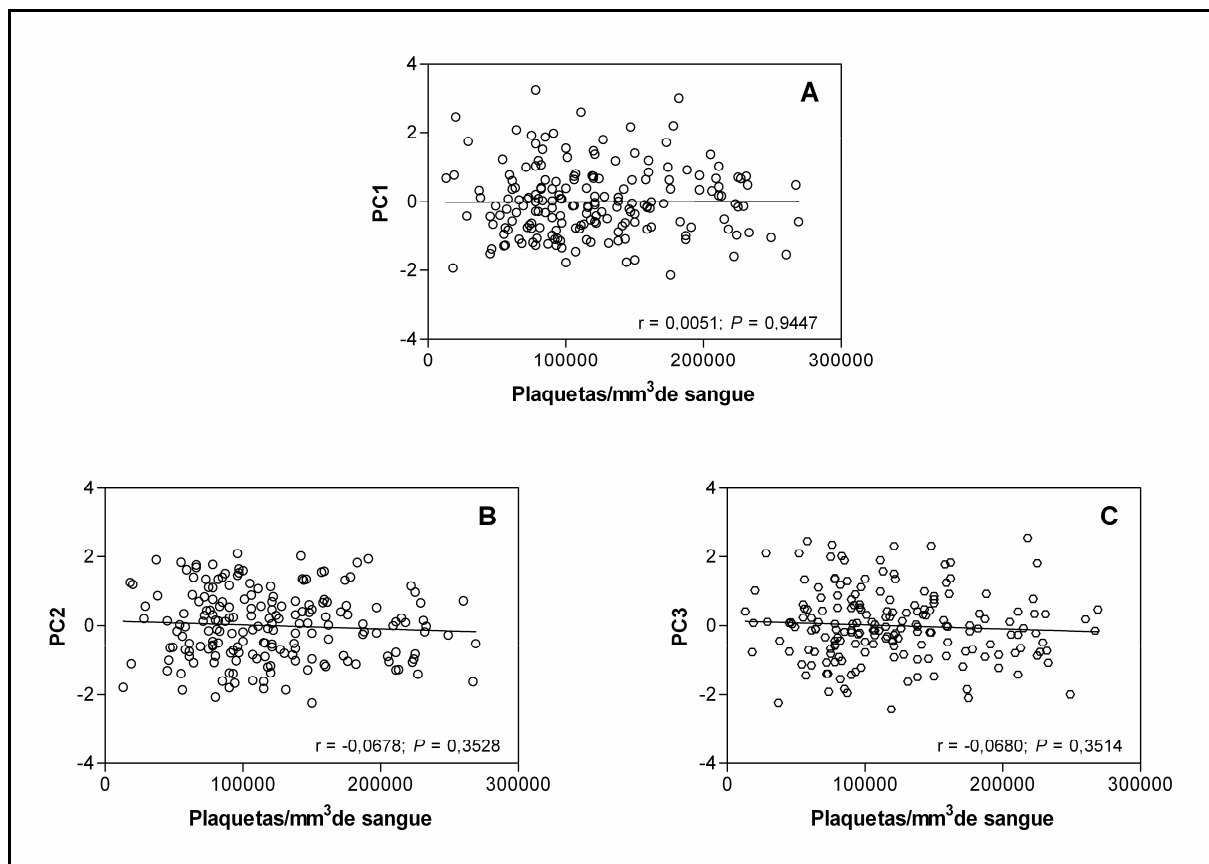 4
A
2
PC1
0
-2
r = 0,0051; P = 0,9447
-4
0 100000 200000 300000
Plaquetas/mm³de sangue
4
B
2
PC2
0
-2
r = -0,0678; P = 0,3528
-4
0 100000 200000 300000
Plaquetas/mm³de sangue
4
C
2
PC3
0
-2
r = -0,0680; P = 0,3514
-4
0 100000 200000 300000
Plaquetas/mm³de sangue